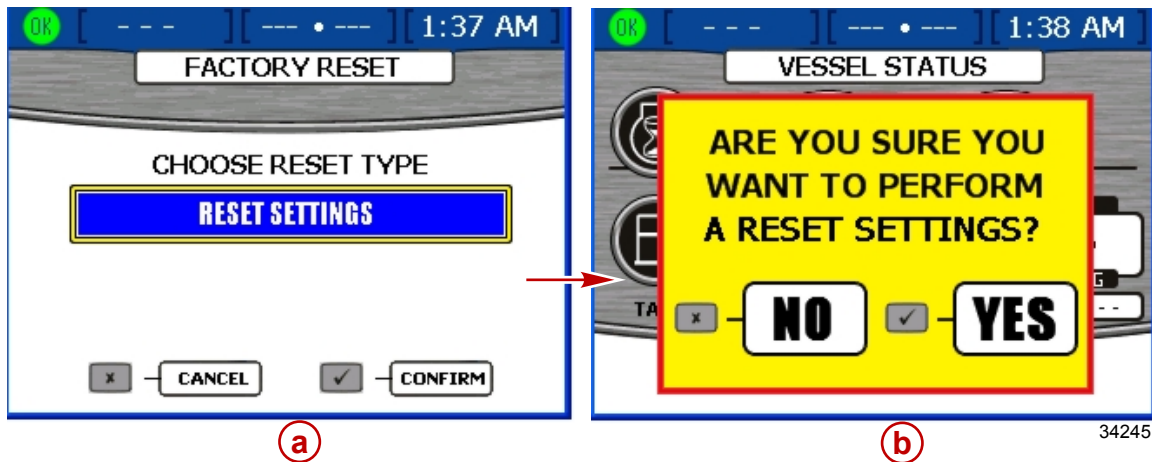 OK [ - - - ][ --- • --- ][ 1:37 AM ]
FACTORY RESET
CHOOSE RESET TYPE
RESET SETTINGS
x - CANCEL ✓ - CONFIRM
a
OK [ - - - ][ --- • --- ][ 1:38 AM ]
VESSEL STATUS
ARE YOU SURE YOU
WANT TO PERFORM
A RESET SETTINGS?
TA
G
x - NO ✓ - YES
- -
b
34245